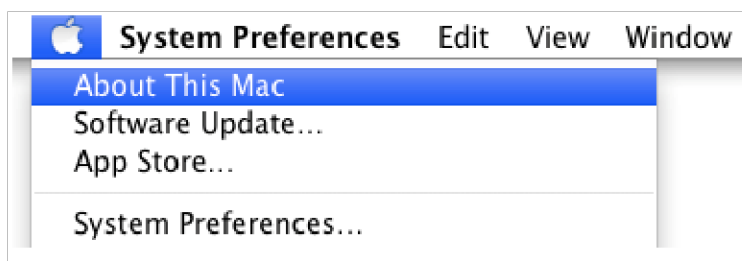 System Preferences Edit View Window
About This Mac
Software Update...
App Store...
System Preferences...